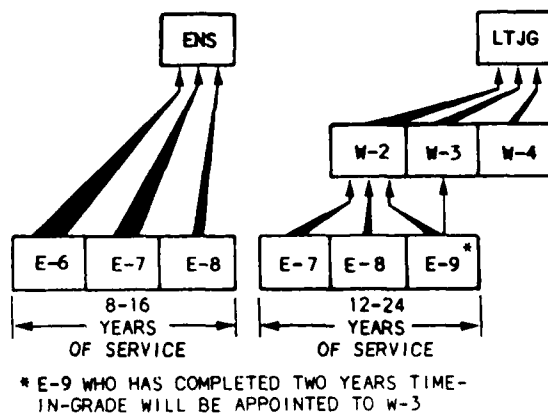 ENS LTJG
W-2 W-3 W-4
E-6 E-7 E-8 E-7 E-8 E-9*
8-16 12-24
YEARS YEARS
OF SERVICE OF SERVICE
* E-9 WHO HAS COMPLETED TWO YEARS TIME-
IN-GRADE WILL BE APPOINTED TO W-3